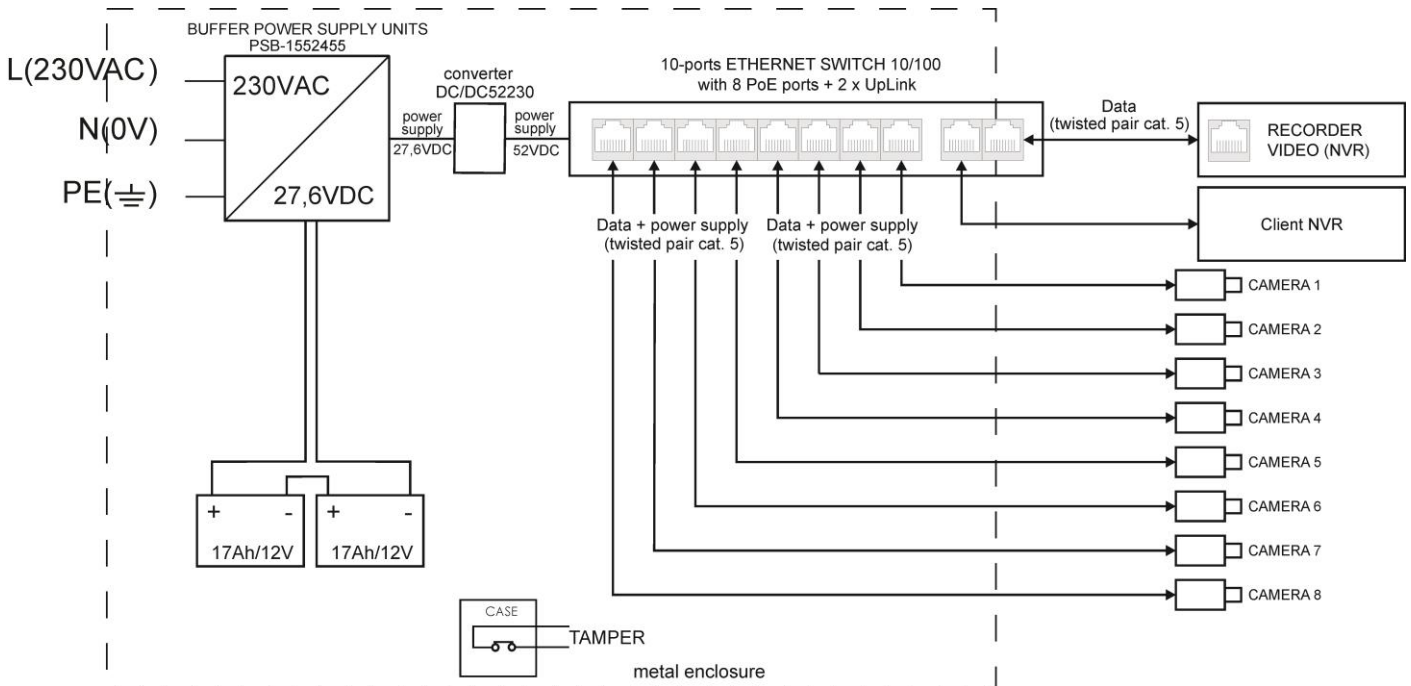 BUFFER POWER SUPPLY UNITS
PSB-1552455
L(230VAC)
N(0V)
PE(⏚)
230VAC
27,6VDC
power
supply
27,6VDC
converter
DC/DC52230
power
supply
52VDC
10-ports ETHERNET SWITCH 10/100
with 8 PoE ports + 2 x UpLink
Data
(twisted pair cat. 5)
RECORDER
VIDEO (NVR)
Client NVR
Data + power supply
(twisted pair cat. 5)
Data + power supply
(twisted pair cat. 5)
CAMERA 1
CAMERA 2
CAMERA 3
CAMERA 4
CAMERA 5
CAMERA 6
CAMERA 7
CAMERA 8
+ -
17Ah/12V
+ -
17Ah/12V
CASE
TAMPER
metal enclosure